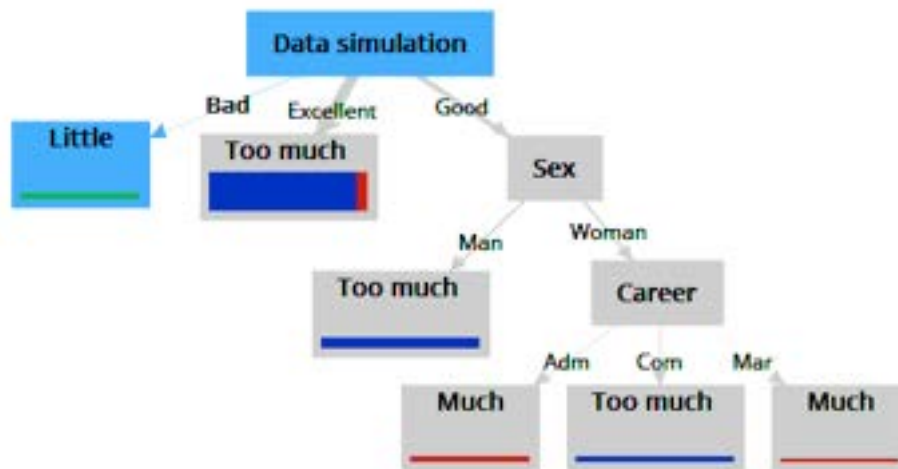 Data simulation
Bad
Excellent
Good
Little
Too much
Sex
Man
Woman
Too much
Career
Adm
Com
Mar
Much
Too much
Much